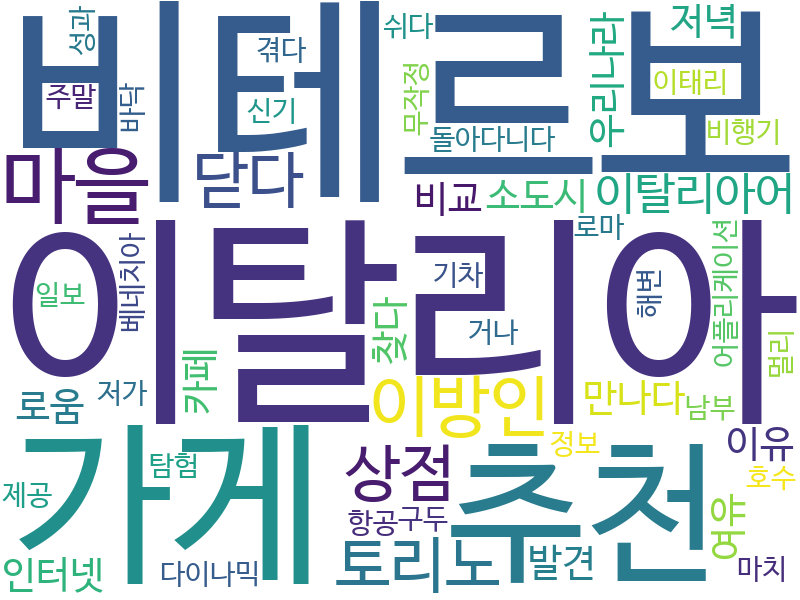 비테르보
성과
겪다
쉬다
저녁
주말
바닥
신기
무작정
우리나라
이태리
비행기
돌아다니다
마을
닫다
비교
소도시
이탈리아어
이탈리아
로마
일보
베네치아
기차
해변
어플리케이션
거나
찾다
멀리
카페
로움
저가
이방인
만나다
남부
가게
추천
이유
정보
탐험
상점
호수
제공
항공
구두
여야
토리노
발견
마치
인터넷
다이나믹